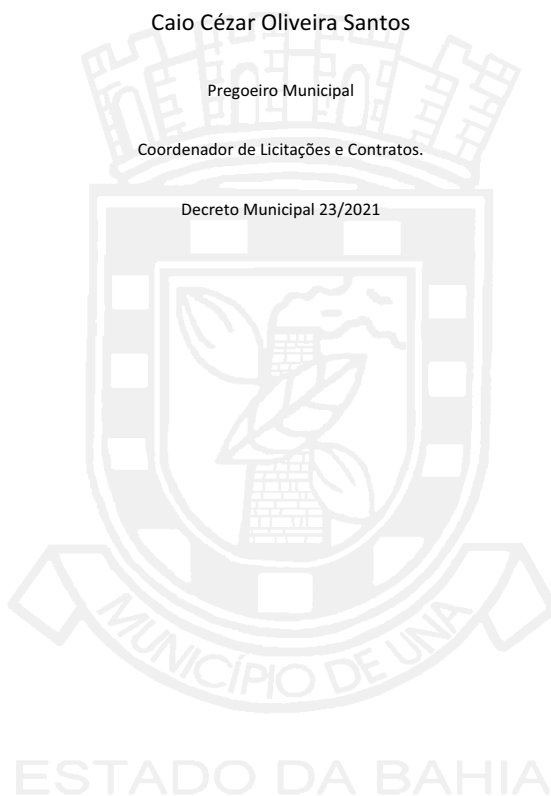 Caio Cézar Oliveira Santos
Pregoeiro Municipal
Coordenador de Licitações e Contratos.
Decreto Municipal 23/2021
MUNICÍPIO DE UNA
ESTADO DA BAHIA